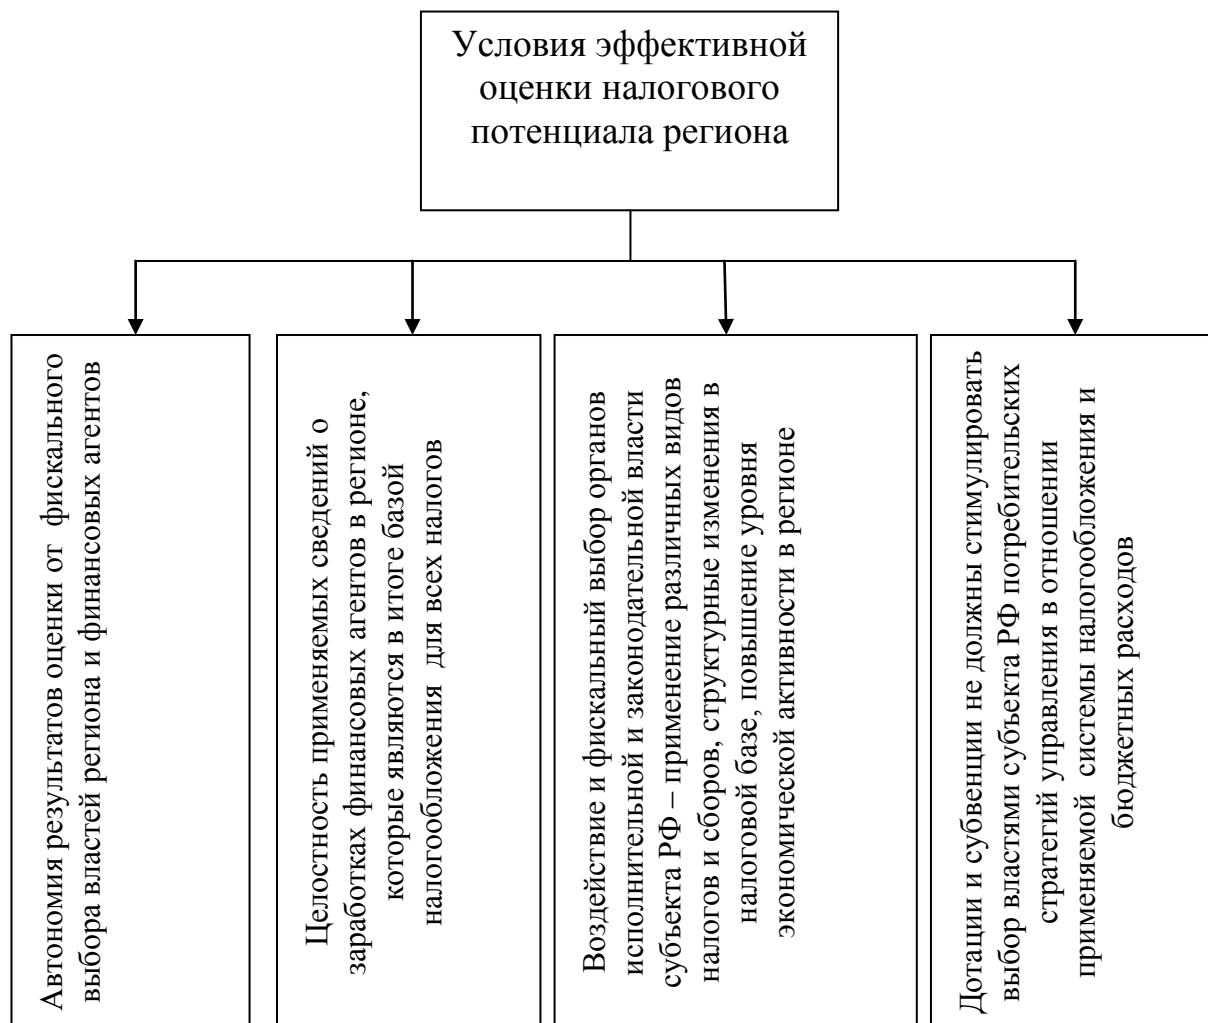 Условия эффективной
оценки налогового
потенциала региона
Автономия результатов оценки от фискального
выбора властей региона и финансовых агентов
Целостность применяемых сведений о
заработках финансовых агентов в регионе,
которые являются в итоге базой
налогообложения для всех налогов
Воздействие и фискальный выбор органов
исполнительной и законодательной власти
субъекта РФ – применение различных видов
налогов и сборов, структурные изменения в
налоговой базе, повышение уровня
экономической активности в регионе
Дотации и субвенции не должны стимулировать
выбор властями субъекта РФ потребительских
стратегий управления в отношении
применяемой системы налогообложения и
бюджетных расходов